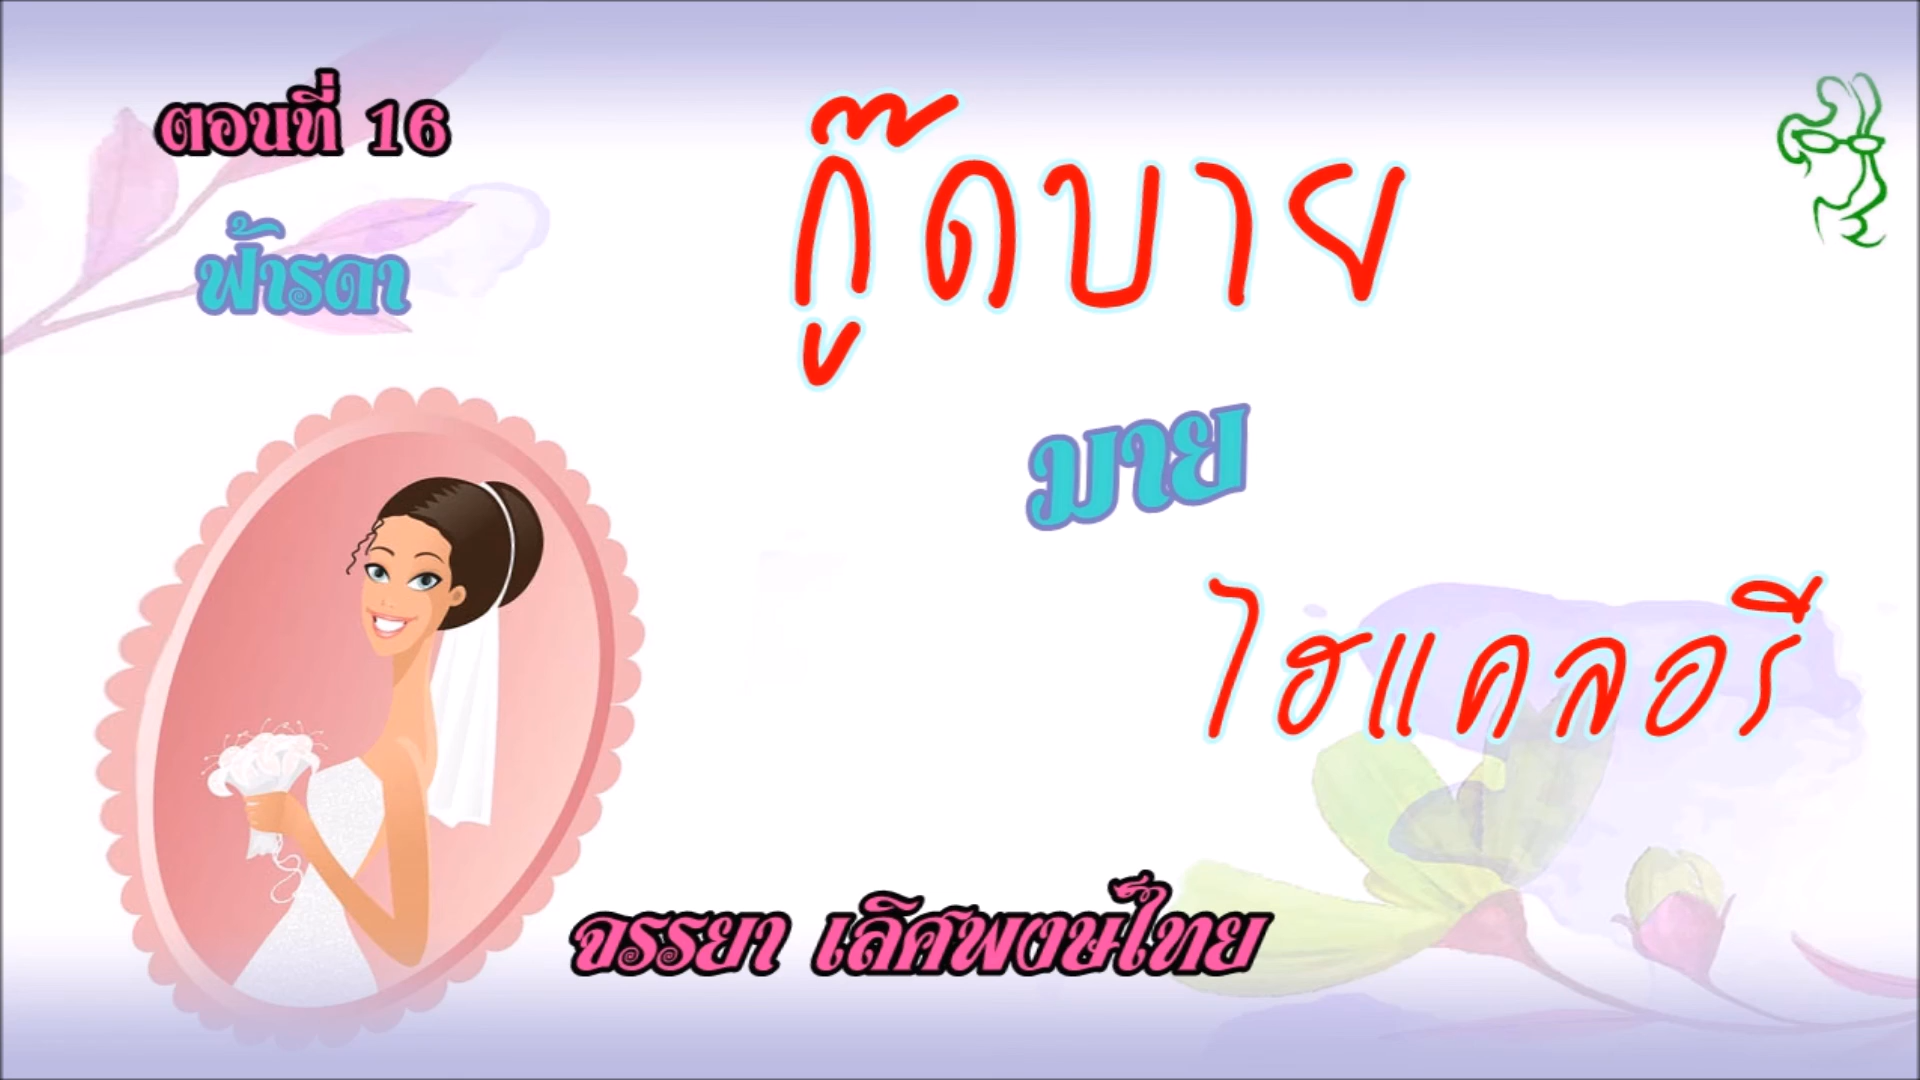 ตอนที่ 16
ฟ้ารดา
กู๊ดบาย
มาย
ไฮแคลอรี
จรรยา เลิศพงษ์ไทย